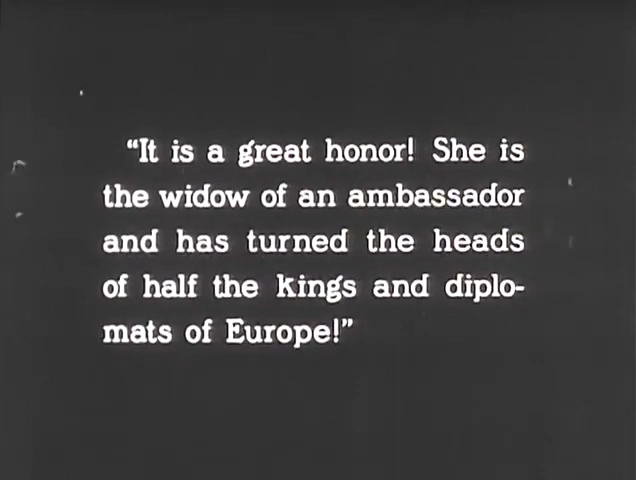 “It is a great honor! She is
the widow of an ambassador
and has turned the heads
of half the kings and diplo-
mats of Europe!”